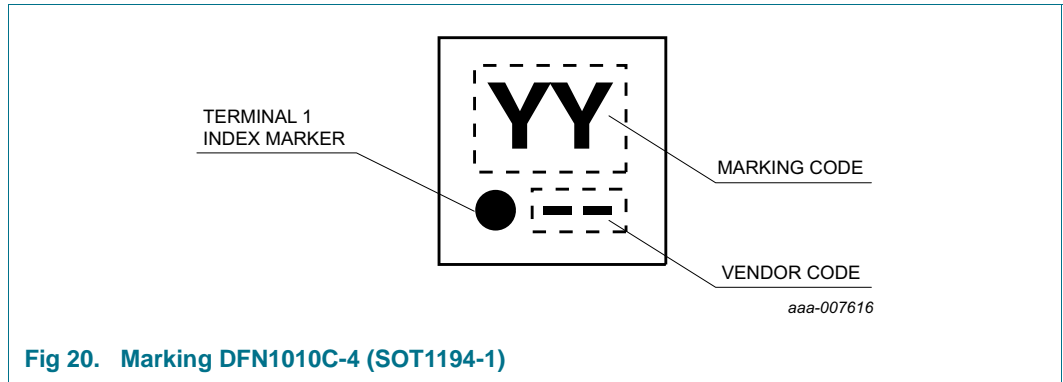 YY
TERMINAL 1
INDEX MARKER
MARKING CODE
VENDOR CODE
aaa-007616
Fig 20. Marking DFN1010C-4 (SOT1194-1)